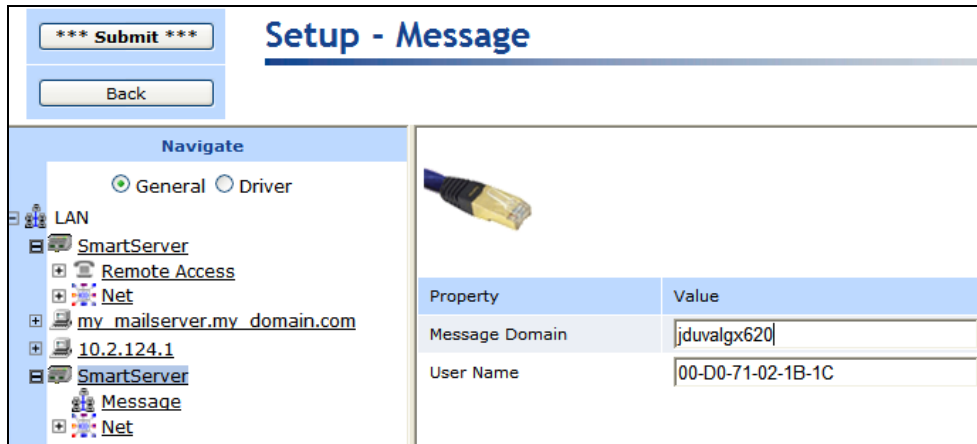 *** Submit ***
Setup - Message
Back
Navigate
General Driver
LAN
SmartServer
Remote Access
Net
my_mailserver.my_domain.com
10.2.124.1
SmartServer
Message
Net
Property Value
Message Domain jduvalgx620
User Name 00-D0-71-02-1B-1C